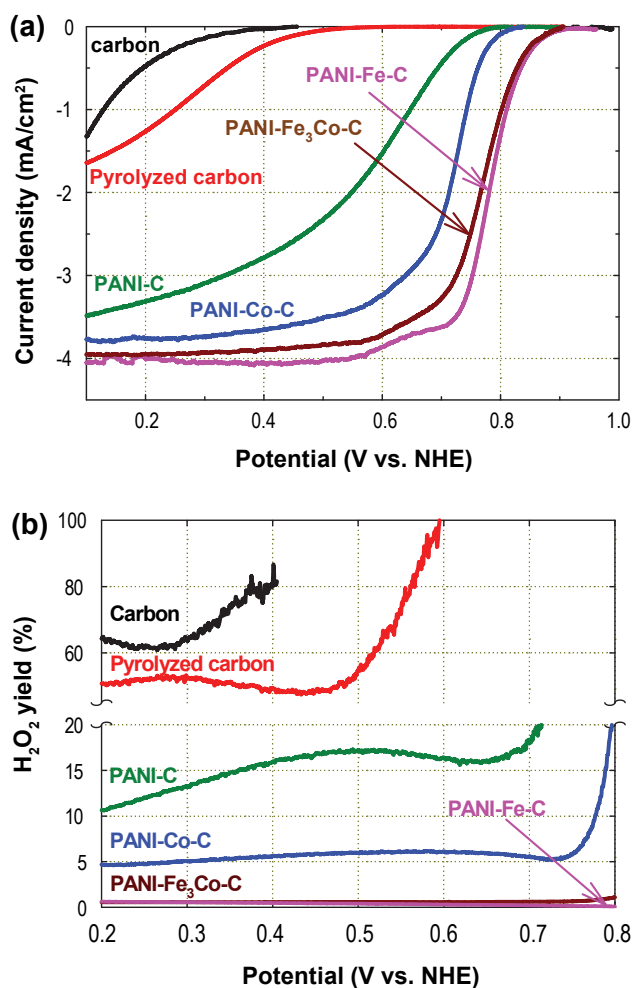 (a)
0
carbon
PANI-Fe-C
-1
PANI-Fe₃Co-C
Pyrolyzed carbon
-2
PANI-C
-3
PANI-Co-C
-4
Current density (mA/cm²)
0.2 0.4 0.6 0.8 1.0
Potential (V vs. NHE)
(b)
100
80
Carbon
Pyrolyzed carbon
60
20
PANI-C
15
PANI-Fe-C
10
PANI-Co-C
5
PANI-Fe₃Co-C
0
H₂O₂ yield (%)
0.2 0.3 0.4 0.5 0.6 0.7 0.8
Potential (V vs. NHE)